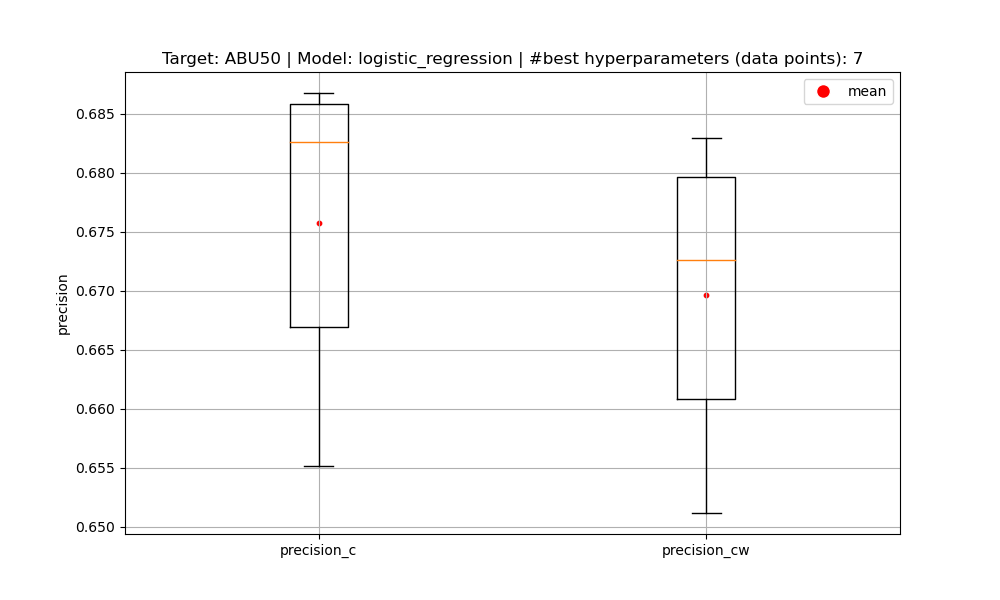 Target: ABU50 | Model: logistic_regression | #best hyperparameters (data points): 7
mean
0.685
0.680
0.675
0.670
0.665
0.660
0.655
0.650
precision
precision_c
precision_cw